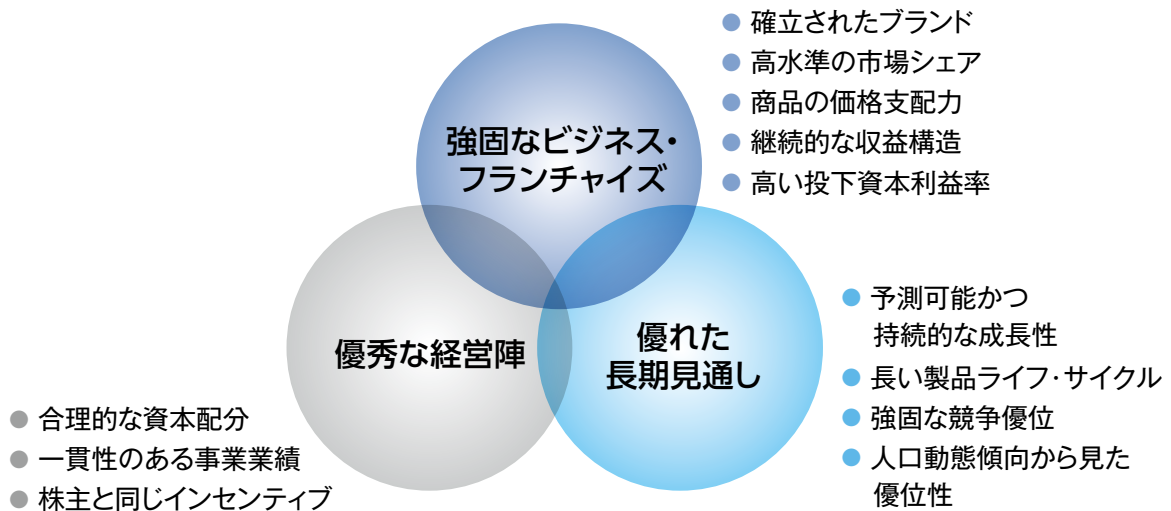 強固なビジネス・
フランチャイズ
● 確立されたブランド
● 高水準の市場シェア
● 商品の価格支配力
● 継続的な収益構造
● 高い投下資本利益率
優秀な経営陣
● 合理的な資本配分
● 一貫性のある事業業績
● 株主と同じインセンティブ
優れた
長期見通し
● 予測可能かつ
持続的な成長性
● 長い製品ライフ・サイクル
● 強固な競争優位
● 人口動態傾向から見た
優位性